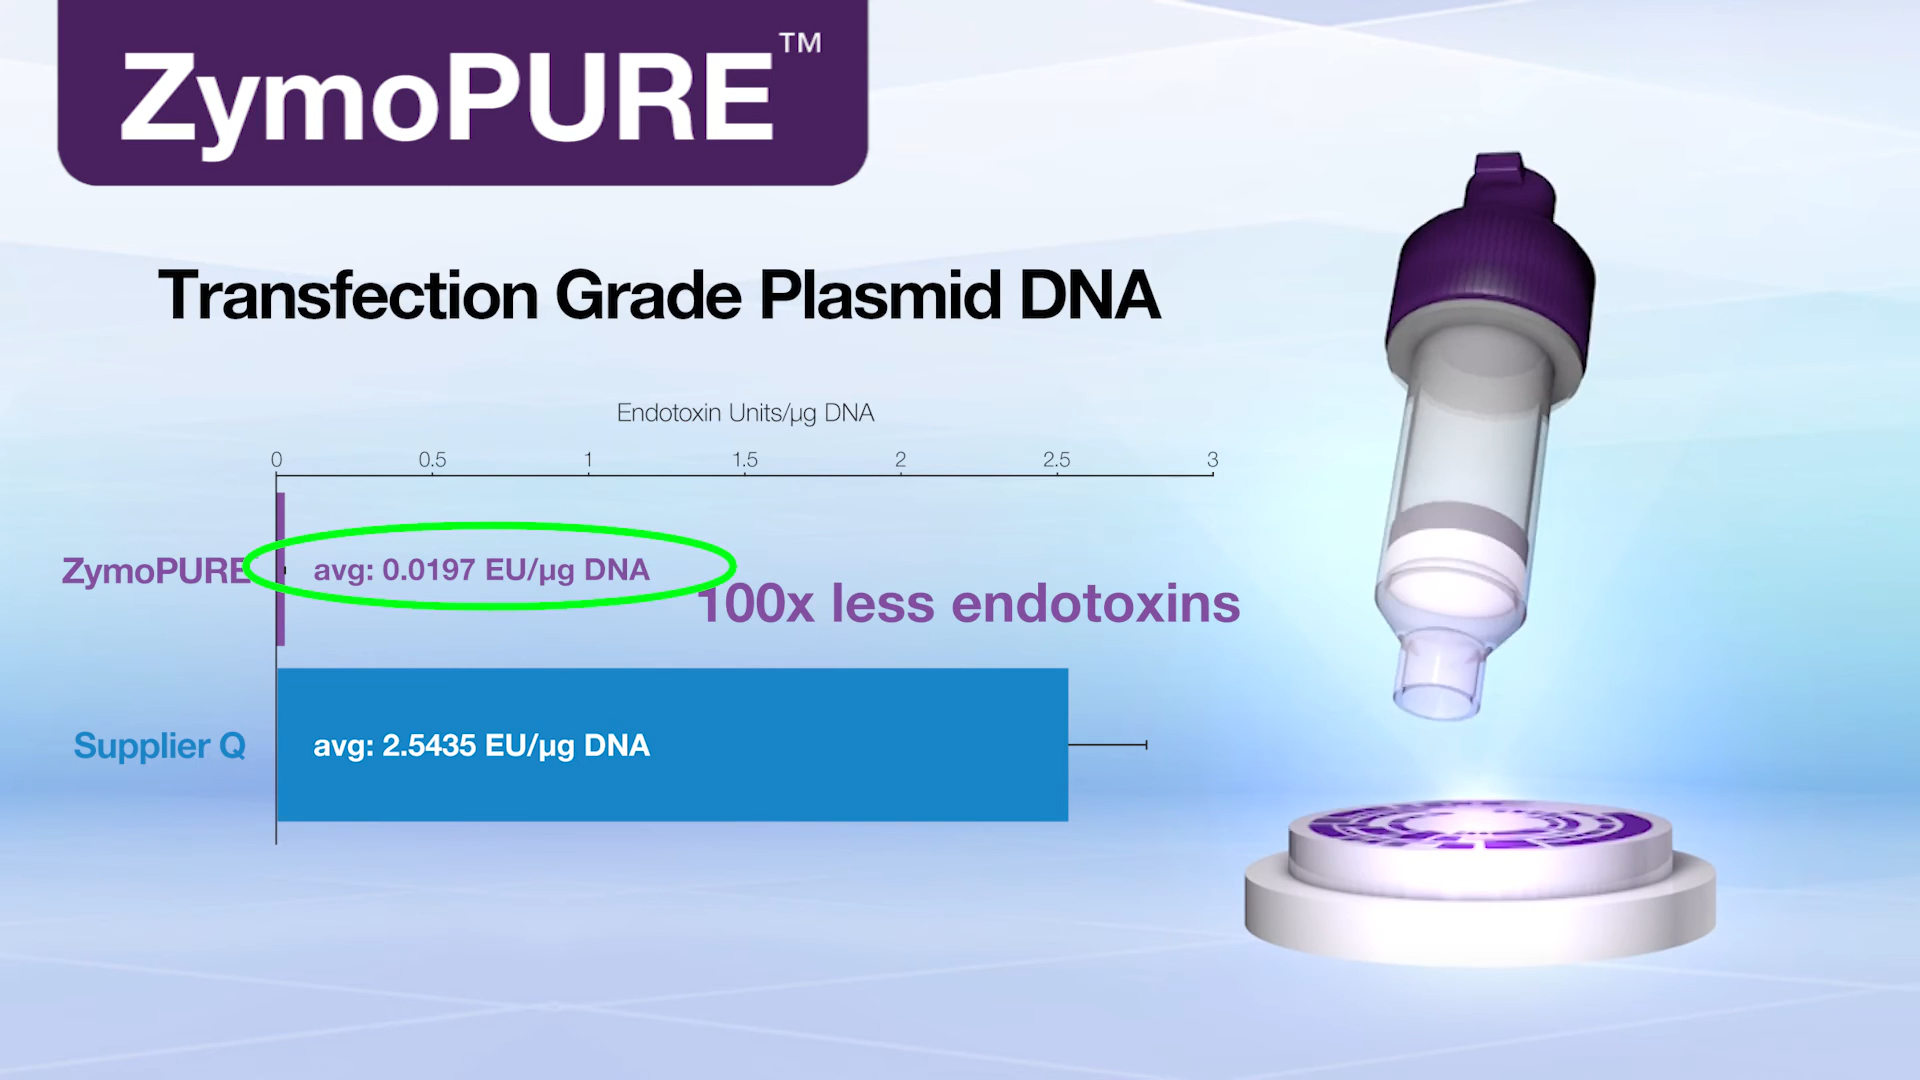 ZymoPURE™
Transfection Grade Plasmid DNA
Endotoxin Units/µg DNA
0 0.5 1 1.5 2 2.5 3
ZymoPURE avg: 0.0197 EU/µg DNA
100x less endotoxins
Supplier Q avg: 2.5435 EU/µg DNA